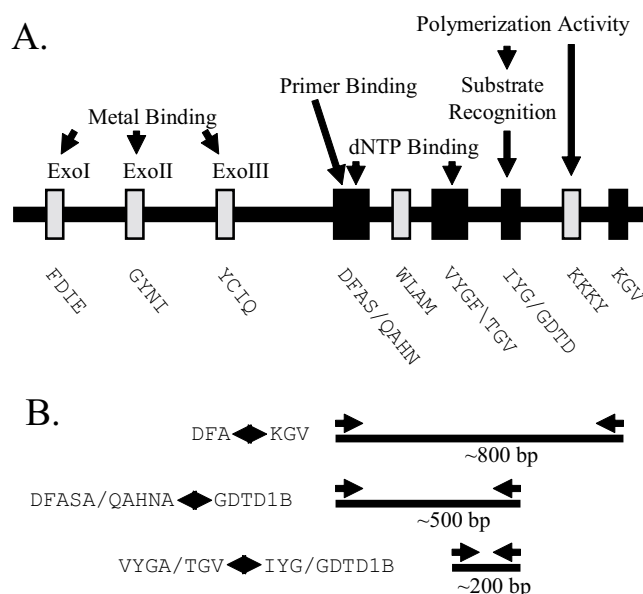 A.
Polymerization Activity
Primer Binding
Substrate
Recognition
Metal Binding
dNTP Binding
ExoI
ExoII
ExoIII
FDIE
GYNI
YCIQ
DFAS/QAHN
WLAM
VYGF\TGV
IYG/GDTD
KKKY
KGV
B.
DFA KGV
~800 bp
DFASA/QAHNA GDTD1B
~500 bp
VYGA/TGV IYG/GDTD1B
~200 bp